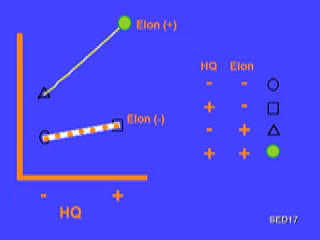 Elon (+)
Elon (-)
HQ Elon
- -
+ -
- +
+ +
- +
HQ
SED17